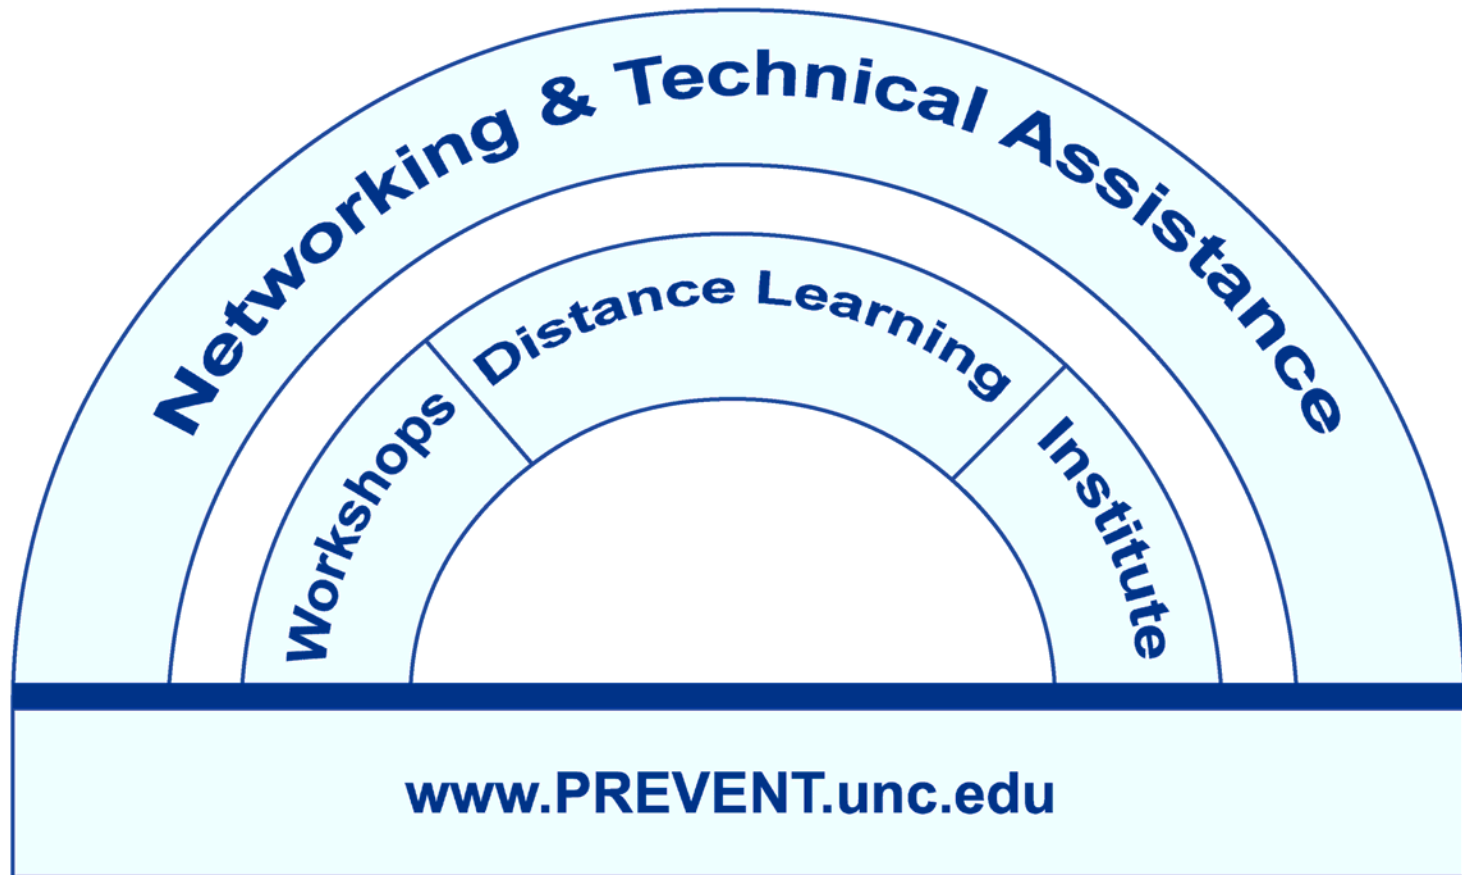 Networking & Technical Assistance
Distance Learning
Workshops
Institute
www.PREVENT.unc.edu